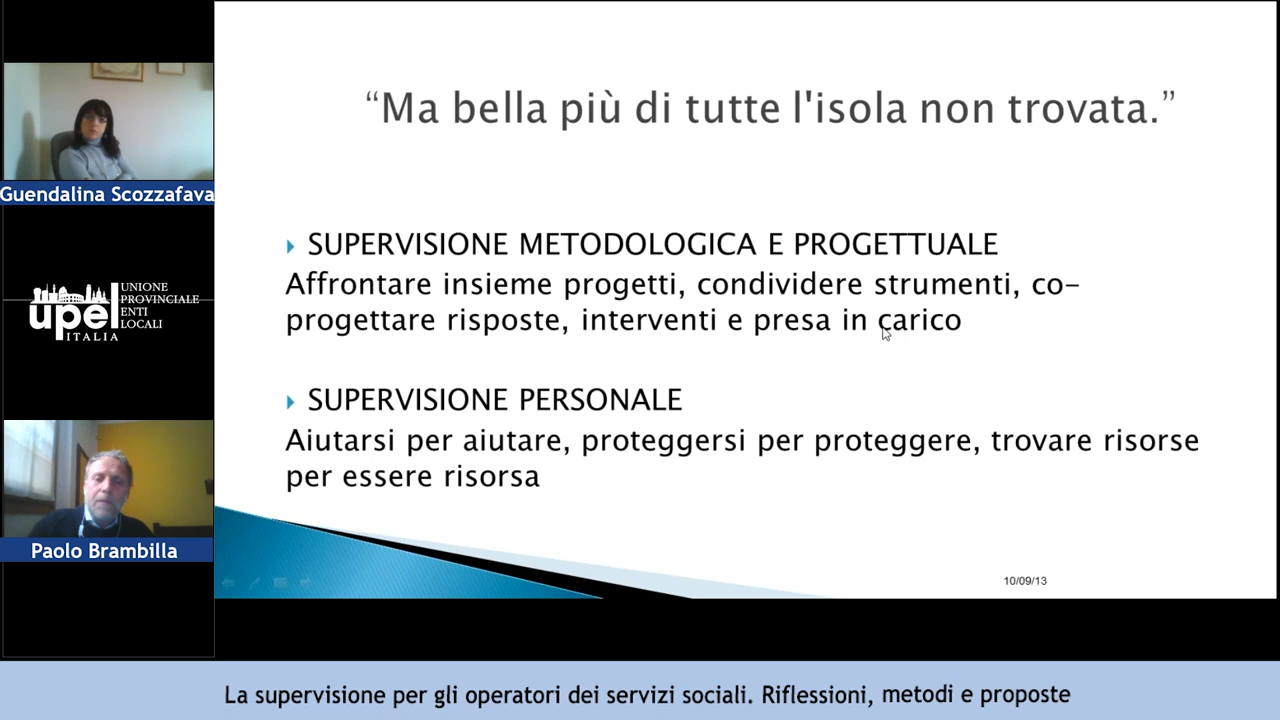 “Ma bella più di tutte l'isola non trovata.”
Guendalina Scozzafava
SUPERVISIONE METODOLOGICA E PROGETTUALE
Affrontare insieme progetti, condividere strumenti, co-
progettare risposte, interventi e presa in carico
upel
UNIONE
PROVINCIALE
ENTI
LOCALI
ITALIA
SUPERVISIONE PERSONALE
Aiutarsi per aiutare, proteggersi per proteggere, trovare risorse
per essere risorsa
Paolo Brambilla
10/09/13
La supervisione per gli operatori dei servizi sociali. Riflessioni, metodi e proposte